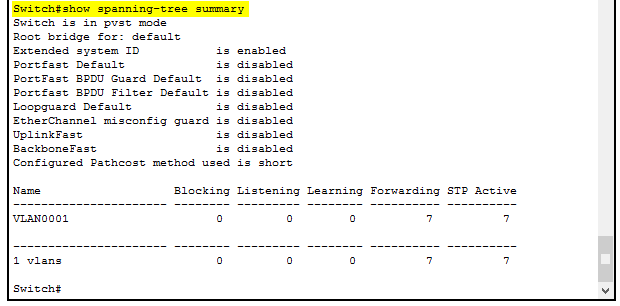 Switch#show spanning-tree summary
Switch is in pvst mode
Root bridge for: default
Extended system ID           is enabled
Portfast Default             is disabled
PortFast BPDU Guard Default  is disabled
Portfast BPDU Filter Default is disabled
Loopguard Default            is disabled
EtherChannel misconfig guard is disabled
UplinkFast                   is disabled
BackboneFast                 is disabled
Configured Pathcost method used is short
Name                   Blocking Listening Learning Forwarding STP Active
---------------------- -------- --------- -------- ---------- ----------
VLAN0001                     0         0        0          7          7
---------------------- -------- --------- -------- ---------- ----------
1 vlans                      0         0        0          7          7
Switch#